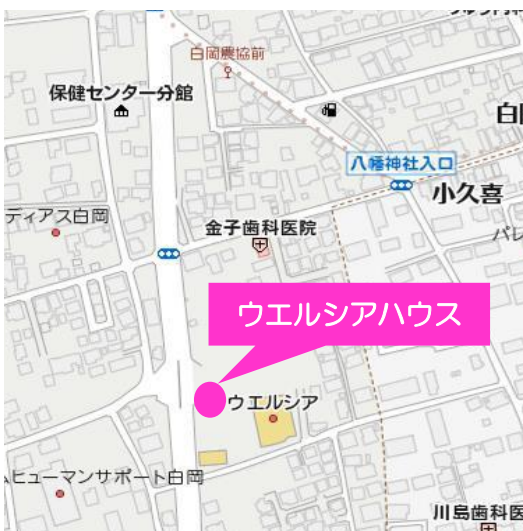 白岡農協前
保健センター分館
八幡神社入口
小久喜
ディアス白岡
金子歯科医院
パレ
ウエルシアハウス
ウエルシア
ヒューマンサポート白岡
川島歯科医